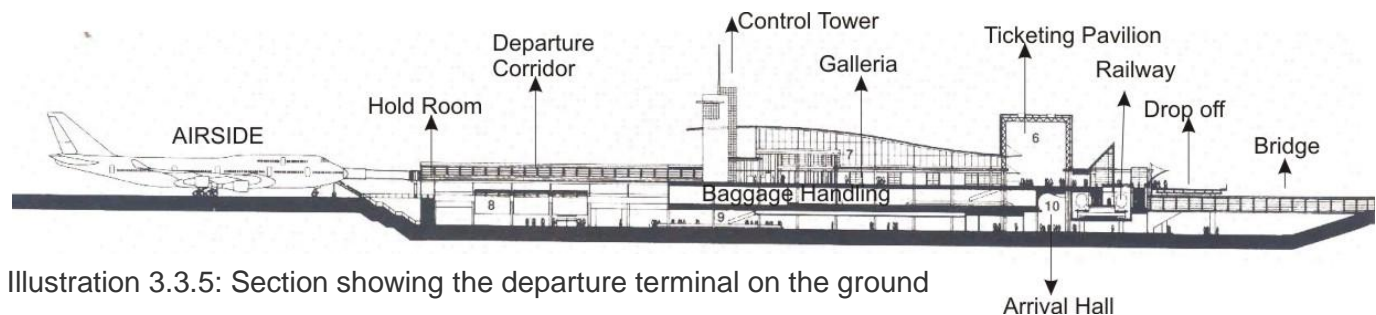 Control Tower
Departure
Corridor
Ticketing Pavilion
Galleria
Railway
Hold Room
Drop off
AIRSIDE
Bridge
6
7
Baggage Handling
8
9
10
Illustration 3.3.5: Section showing the departure terminal on the ground
Arrival Hall